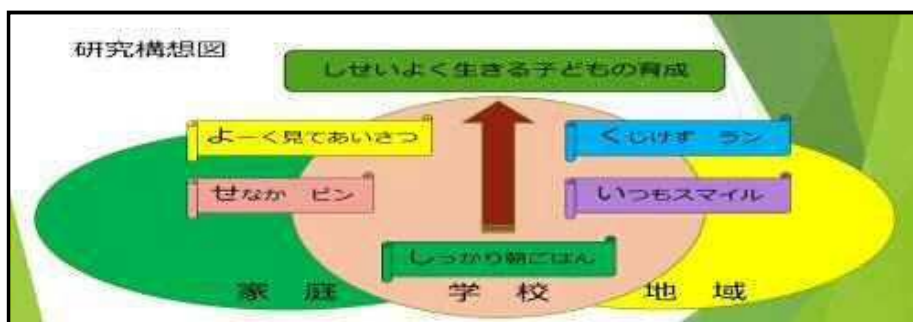 研究構想図
しせいよく生きる子どもの育成
よーく見てあいさつ
くじけず ラン
せなか ピン
いつもスマイル
しっかり朝ごはん
家 庭 学 校 地 域